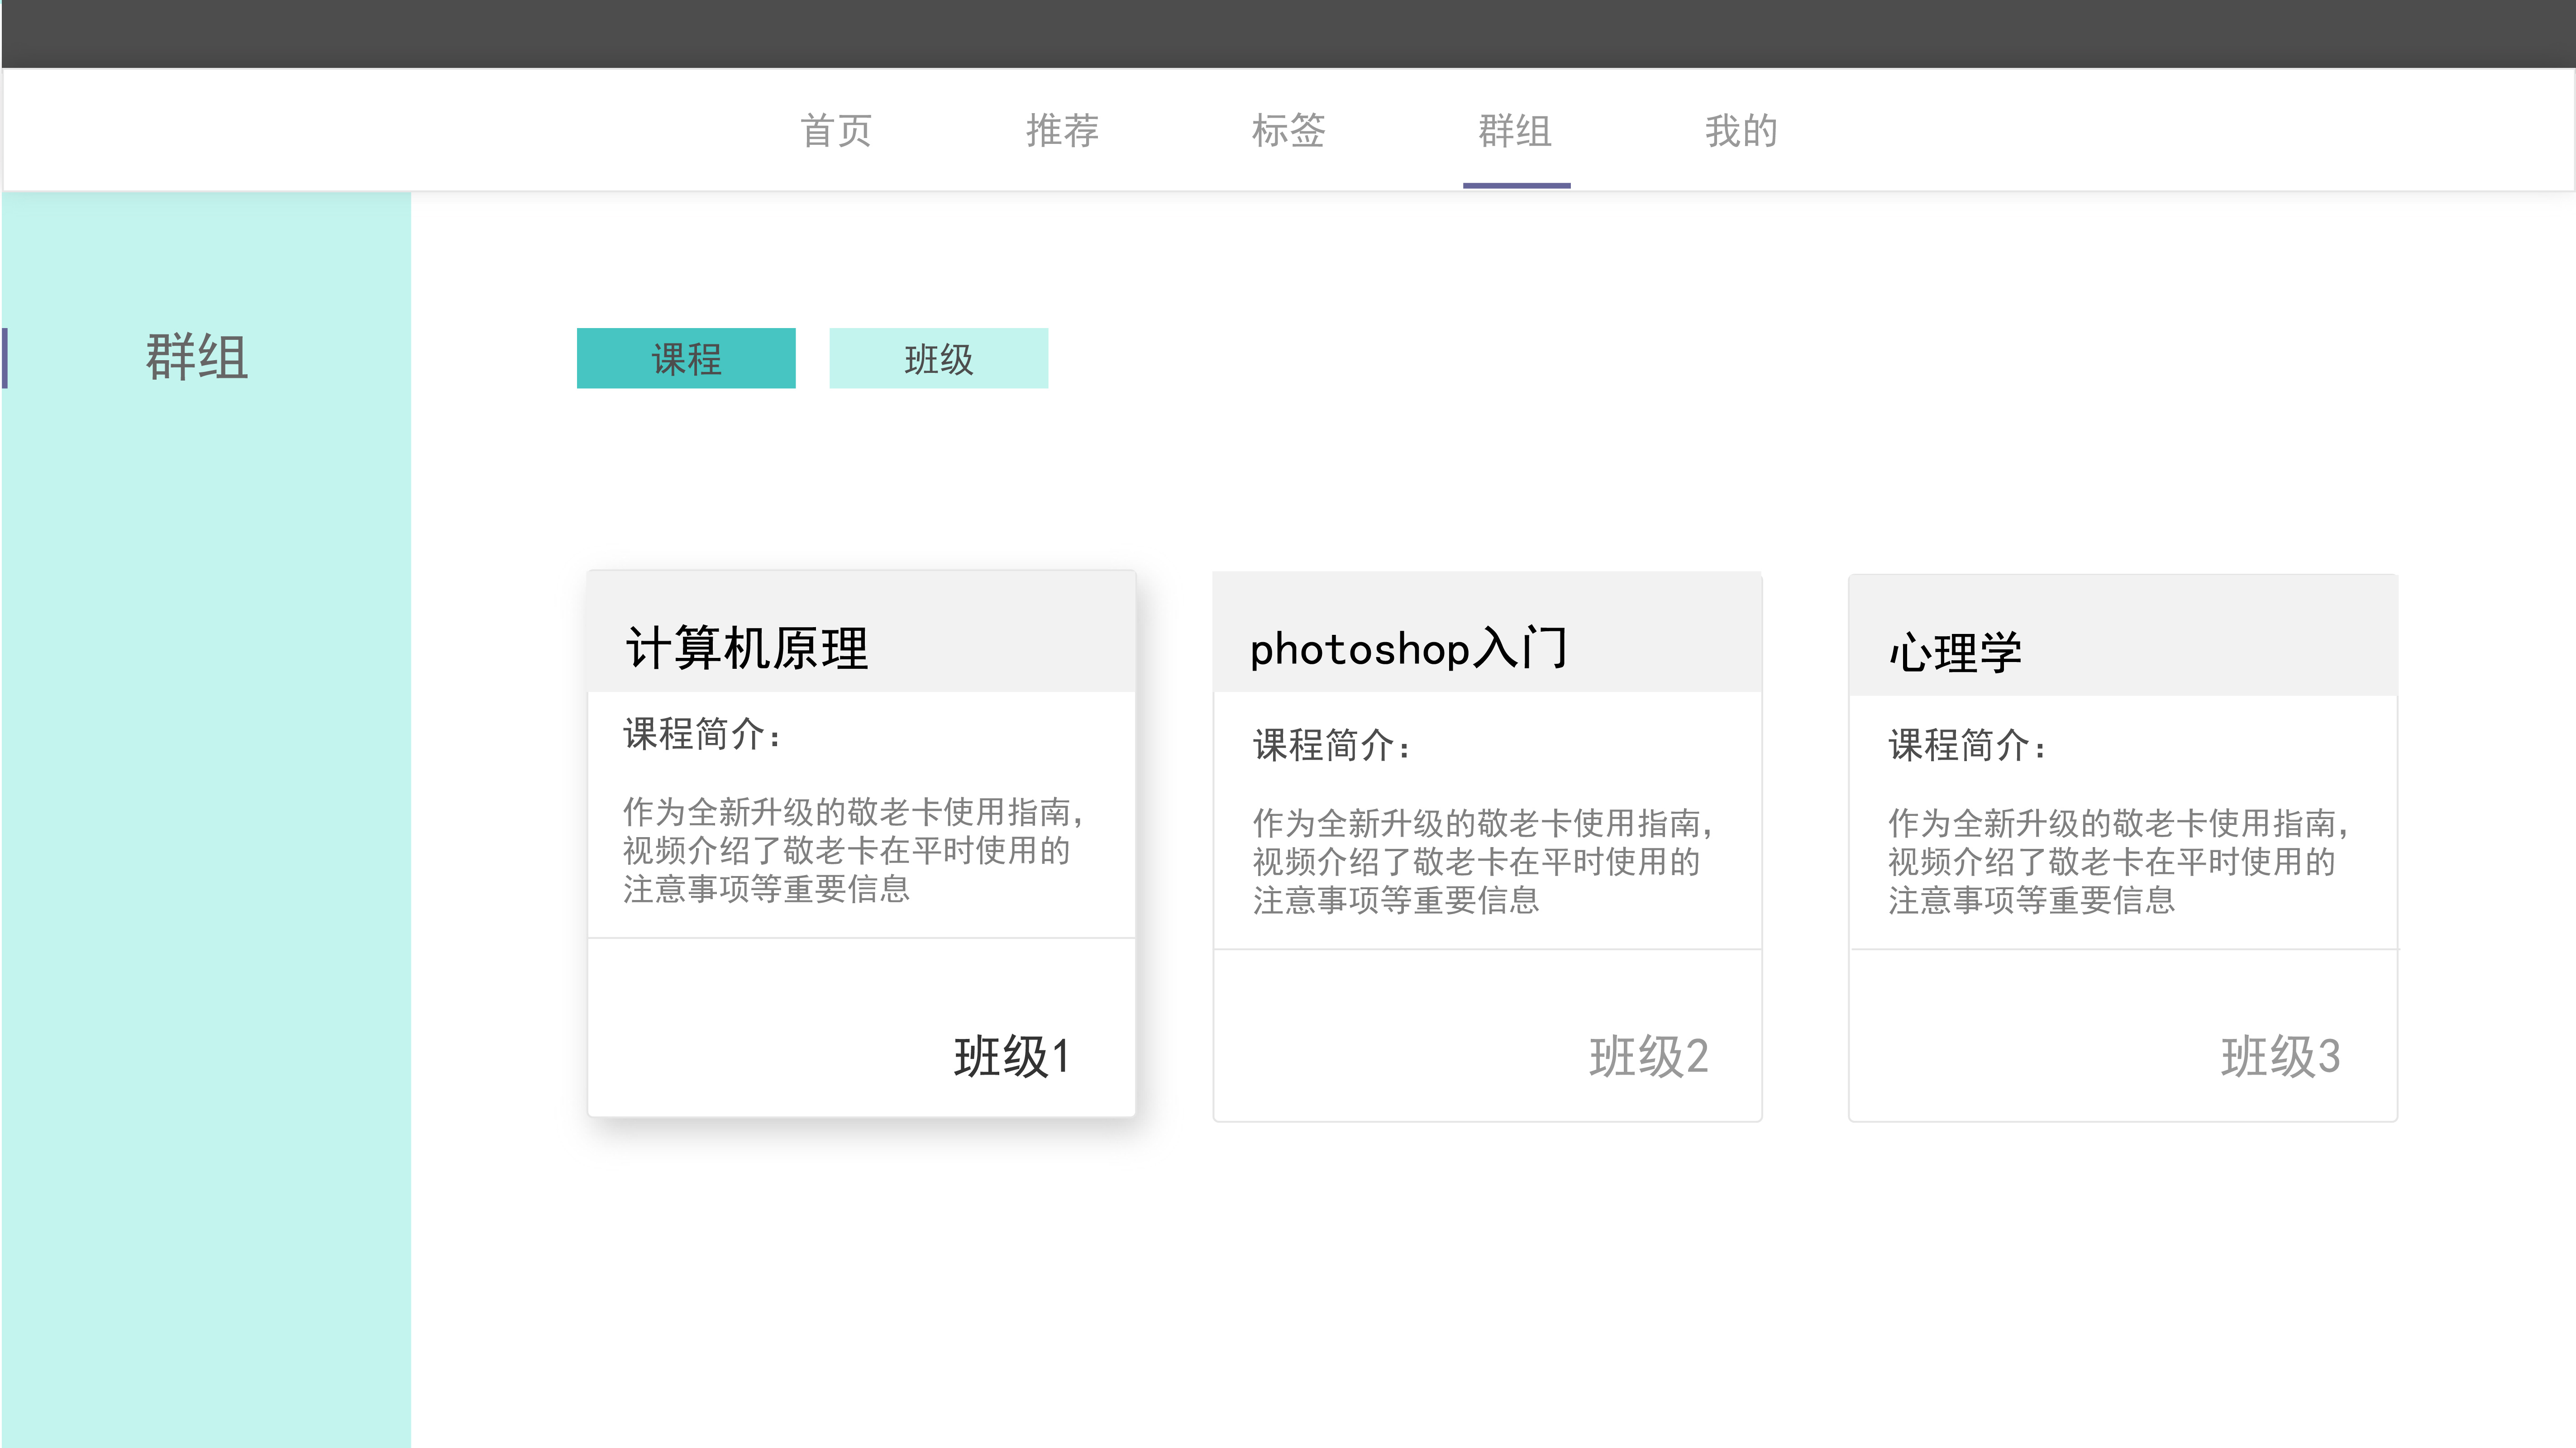 首页 推荐 标签 群组 我的
群组
课程 班级
计算机原理
课程简介：
作为全新升级的敬老卡使用指南，
视频介绍了敬老卡在平时使用的
注意事项等重要信息
班级1
photoshop入门
课程简介：
作为全新升级的敬老卡使用指南，
视频介绍了敬老卡在平时使用的
注意事项等重要信息
班级2
心理学
课程简介：
作为全新升级的敬老卡使用指南，
视频介绍了敬老卡在平时使用的
注意事项等重要信息
班级3